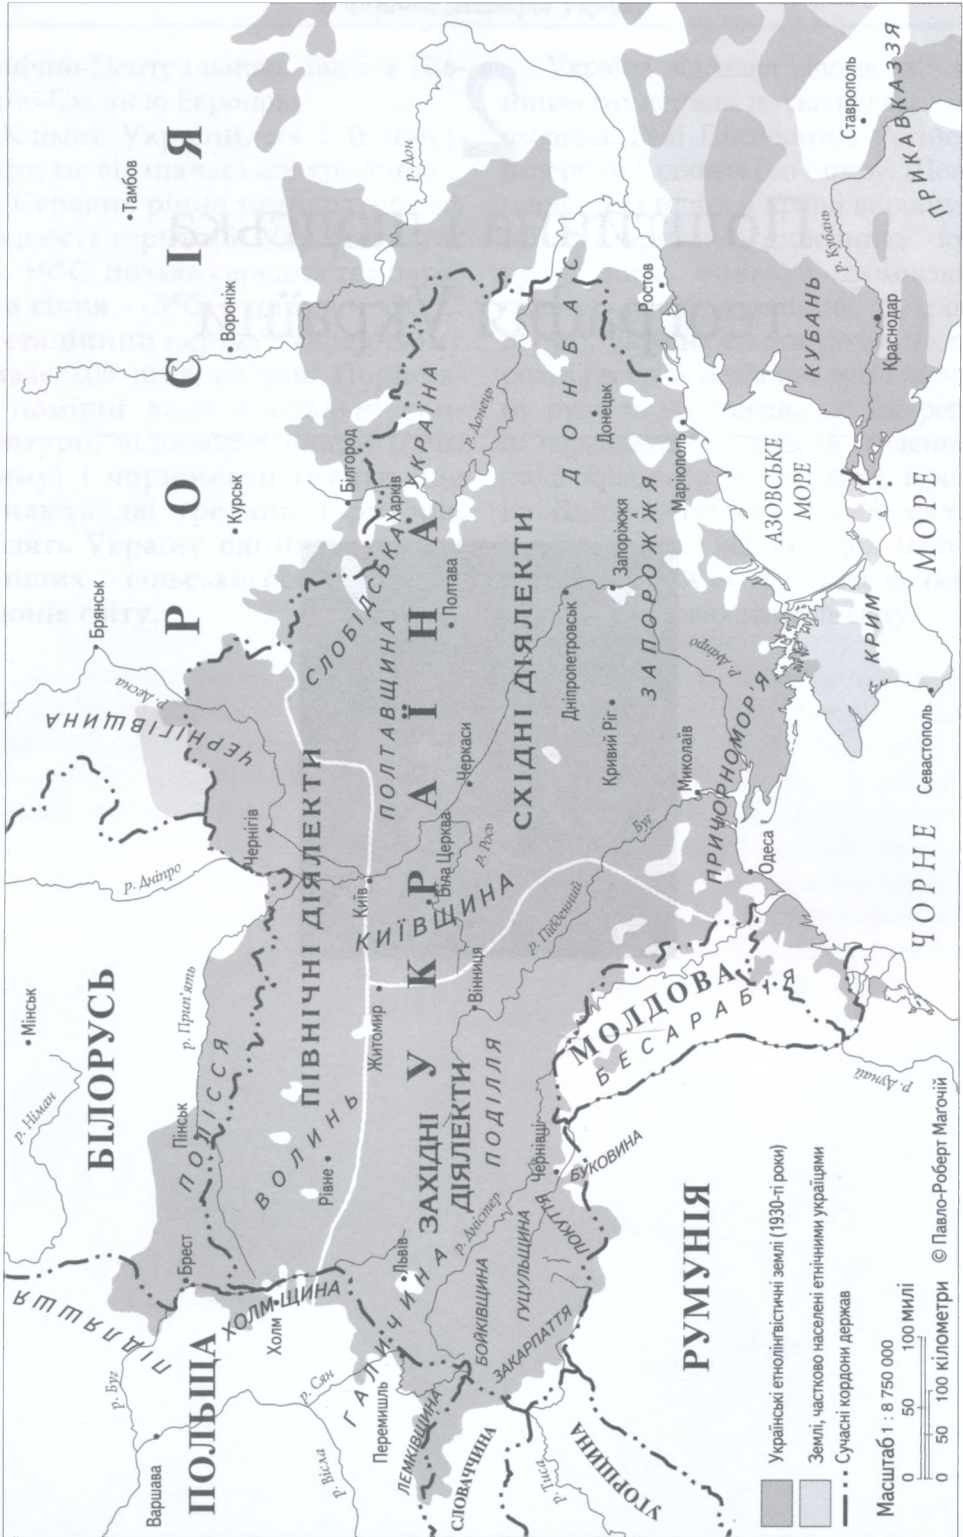 РОСІЯ
БІЛОРУСЬ
ПОЛЬЩА
УКРАЇНА
МОЛДОВА
РУМУНІЯ
СЛОВАЧЧИНА
УГОРЩИНА
ПІВНІЧНІ ДІЯЛЕКТИ
СХІДНІ ДІЯЛЕКТИ
ЗАХІДНІ
ДІЯЛЕКТИ
ПІДЛЯШШЯ
ХОЛМЩИНА
ПОЛІССЯ
ВОЛИНЬ
ЧЕРНІГІВЩИНА
СЛОБІДСЬКА УКРАЇНА
ПОЛТАВЩИНА
КИЇВЩИНА
ПОДІЛЛЯ
ГАЛИЧИНА
ЛЕМКІВЩИНА
БОЙКІВЩИНА
ГУЦУЛЬЩИНА
ПОКУТТЯ
ЗАКАРПАТТЯ
БУКОВИНА
БЕСАРАБІЯ
ПРИЧОРНОМОР'Я
ЗАПОРОЖЖЯ
ДОНБАС
КРИМ
КУБАНЬ
ПРИКАВКАЗЗЯ
АЗОВСЬКЕ
МОРЕ
ЧОРНЕ МОРЕ
Варшава
Брест
Холм
Пінськ
Мінськ
Рівне
Львів
Перемишль
Чернівці
Житомир
Вінниця
Київ
Біла Церква
Чернігів
Черкаси
Брянськ
Курськ
Білгород
Харків
Полтава
Вороніж
Тамбов
Дніпропетровськ
Запоріжжя
Кривий Ріг
Миколаїв
Одеса
Севастополь
Донецьк
Маріюполь
Ростов
Краснодар
Ставрополь
р. Буг
р. Вісла
р. Сян
р. Тиса
р. Німан
р. Прип'ять
р. Дніпро
р. Десна
р. Дністер
р. Рось
р. Південний Буг
р. Дніпро
р. Донець
р. Дон
р. Кубань
р. Дунай
Українські етнолінґвістичні землі (1930-ті роки)
Землі, частково населені етнічними українцями
Сучасні кордони держав
Масштаб 1 : 8 750 000
0 50 100 МИЛІ
0 50 100 кілометри
© Павло-Роберт Маґочій